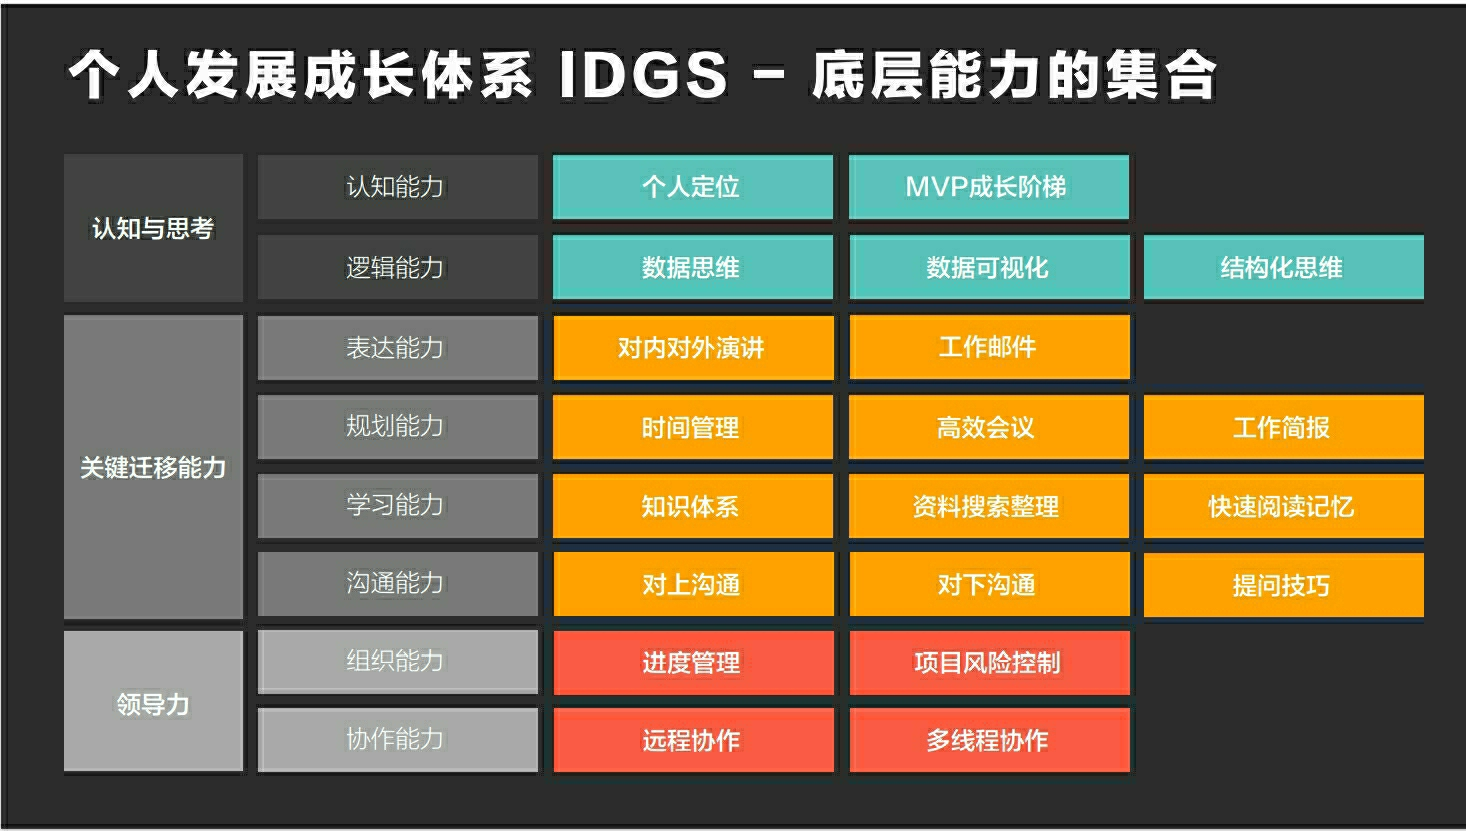 个人发展成长体系 IDGS – 底层能力的集合
认知与思考
认知能力
个人定位
MVP成长阶梯
逻辑能力
数据思维
数据可视化
结构化思维
关键迁移能力
表达能力
对内对外演讲
工作邮件
规划能力
时间管理
高效会议
工作简报
学习能力
知识体系
资料搜索整理
快速阅读记忆
沟通能力
对上沟通
对下沟通
提问技巧
领导力
组织能力
进度管理
项目风险控制
协作能力
远程协作
多线程协作